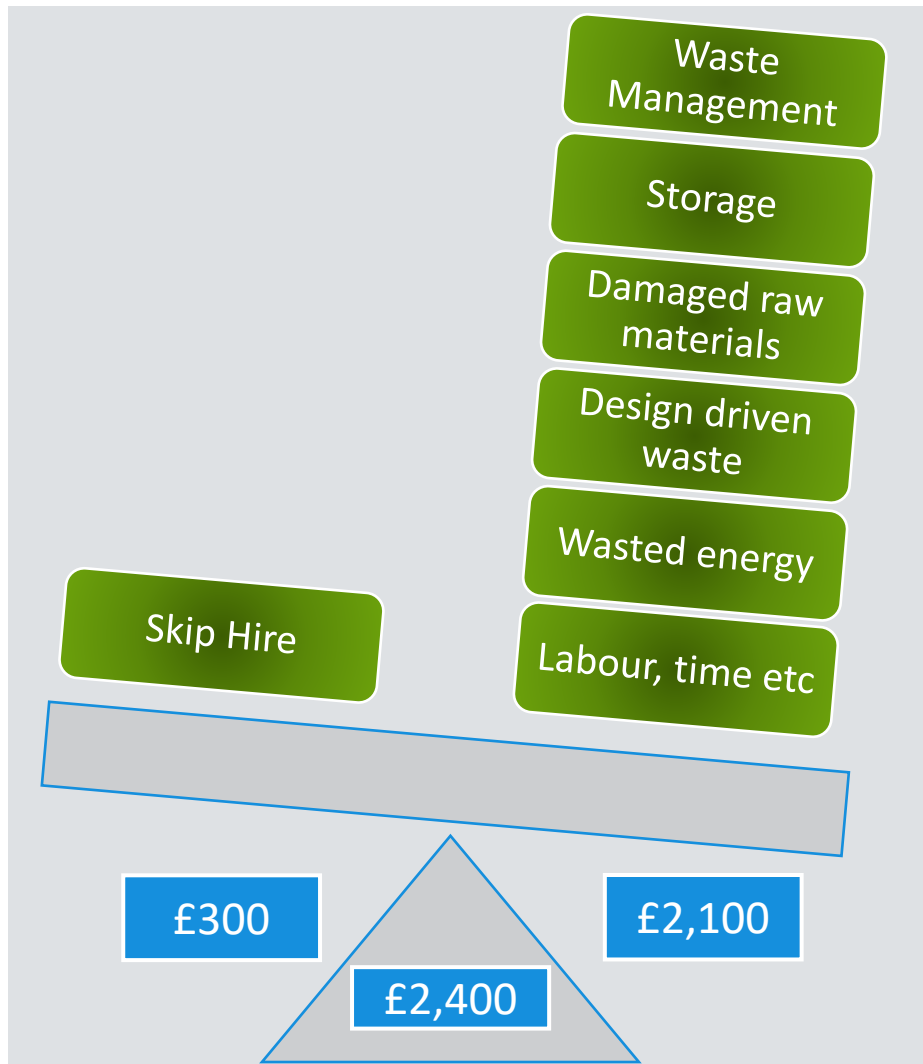 Waste
Management
Storage
Damaged raw
materials
Design driven
waste
Wasted energy
Skip Hire
Labour, time etc
£300
£2,100
£2,400